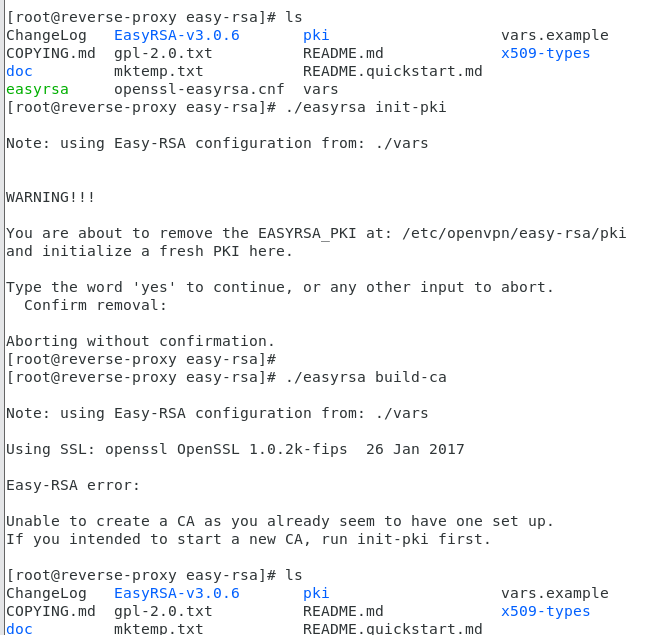 [root@reverse-proxy easy-rsa]# ls
ChangeLog   EasyRSA-v3.0.6       pki                   vars.example
COPYING.md  gpl-2.0.txt          README.md             x509-types
doc         mktemp.txt           README.quickstart.md
easyrsa     openssl-easyrsa.cnf  vars
[root@reverse-proxy easy-rsa]# ./easyrsa init-pki
Note: using Easy-RSA configuration from: ./vars
WARNING!!!
You are about to remove the EASYRSA_PKI at: /etc/openvpn/easy-rsa/pki
and initialize a fresh PKI here.
Type the word 'yes' to continue, or any other input to abort.
  Confirm removal:
Aborting without confirmation.
[root@reverse-proxy easy-rsa]#
[root@reverse-proxy easy-rsa]# ./easyrsa build-ca
Note: using Easy-RSA configuration from: ./vars
Using SSL: openssl OpenSSL 1.0.2k-fips  26 Jan 2017
Easy-RSA error:
Unable to create a CA as you already seem to have one set up.
If you intended to start a new CA, run init-pki first.
[root@reverse-proxy easy-rsa]# ls
ChangeLog   EasyRSA-v3.0.6       pki                   vars.example
COPYING.md  gpl-2.0.txt          README.md             x509-types
doc         mktemp.txt           README.quickstart.md